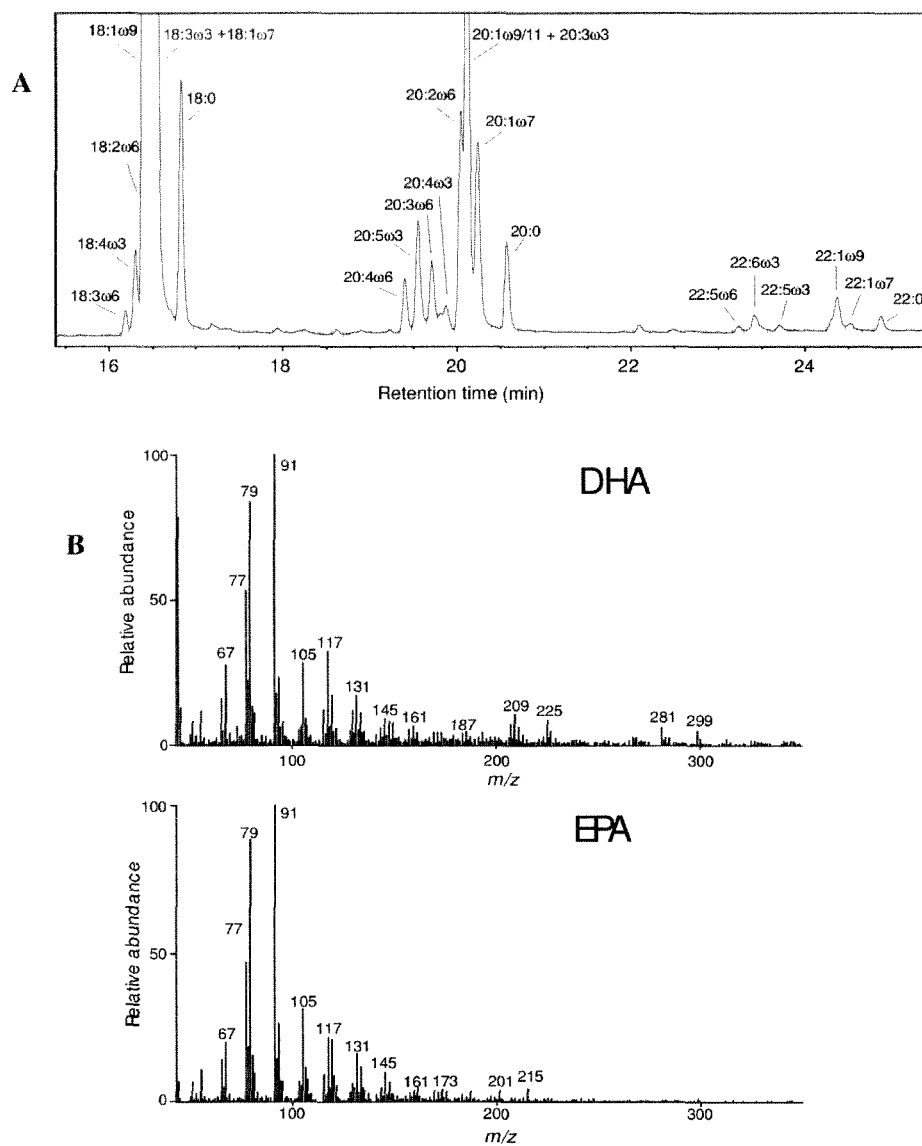 A
18:1ω9
18:3ω3 +18:1ω7
18:0
18:2ω6
18:4ω3
18:3ω6
20:1ω9/11 + 20:3ω3
20:2ω6
20:1ω7
20:4ω3
20:3ω6
20:5ω3
20:4ω6
20:0
22:6ω3
22:5ω6
22:5ω3
22:1ω9
22:1ω7
22:0
16 18 20 22 24
Retention time (min)
B
DHA
Relative abundance
100
50
0
67
77
79
91
105
117
131
145
161
187
209
225
281
299
100 200 300
m/z
EPA
Relative abundance
100
50
0
67
77
79
91
105
117
131
145
161
173
201
215
100 200 300
m/z